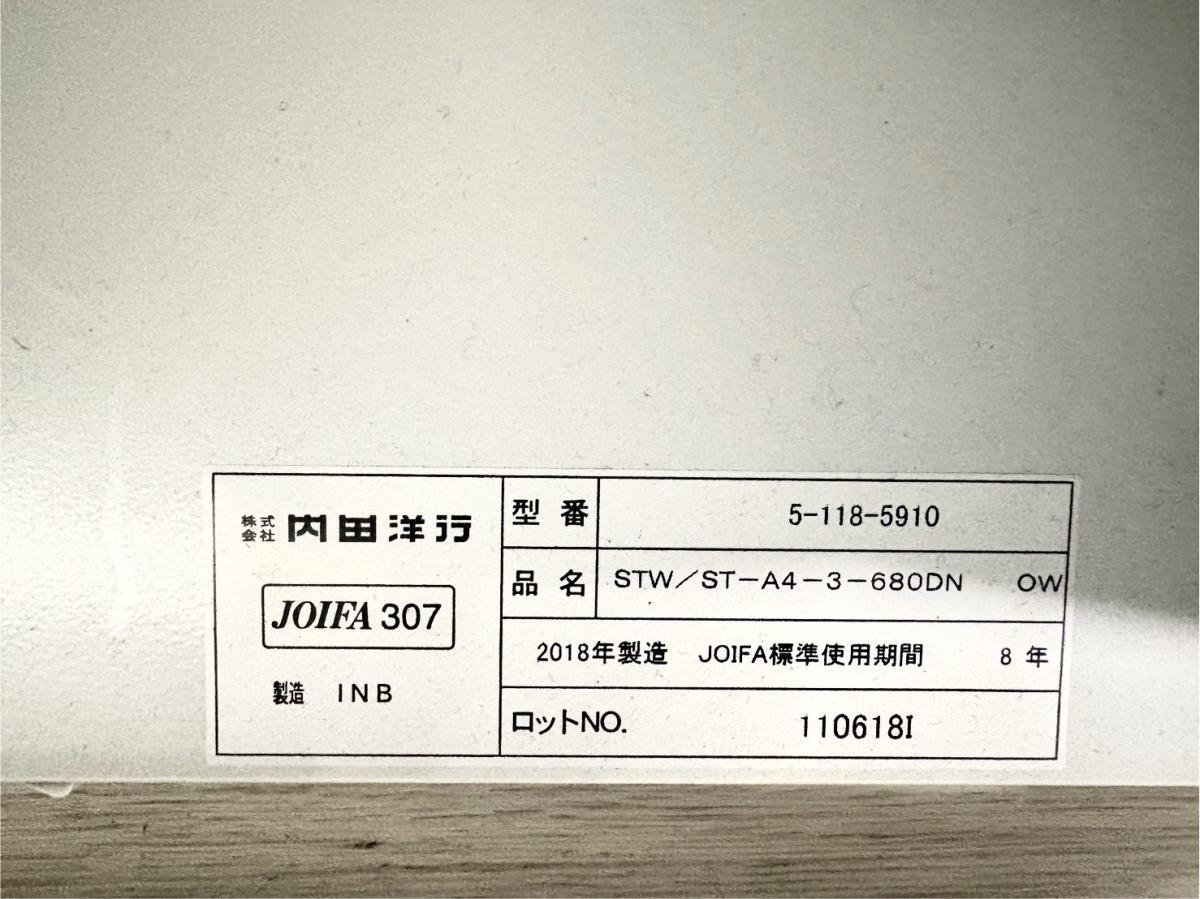 株式会社 内田洋行
JOIFA 307
製造 INB
型番 5-118-5910
品名 STW／ST－A4－3－680DN OW
2018年製造 JOIFA標準使用期間 8年
ロットNO. 110618I